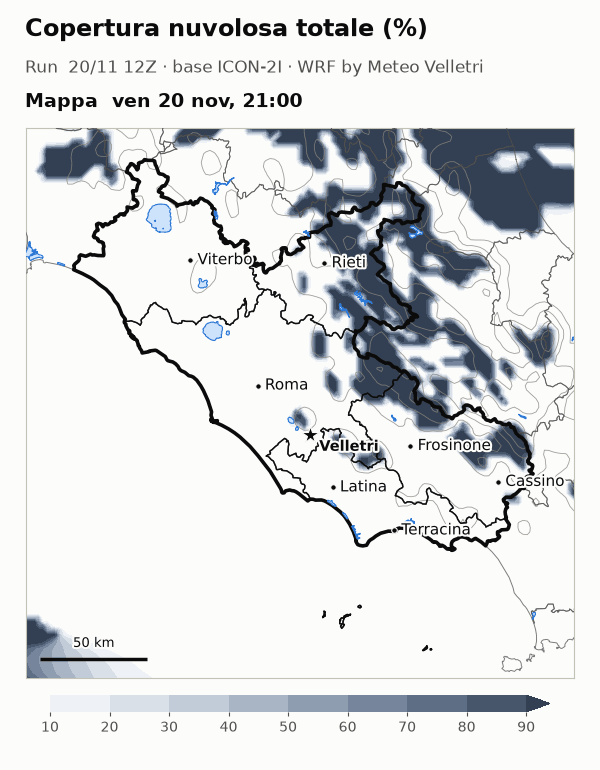 Copertura nuvolosa totale (%)
Run  20/11 12Z · base ICON-2I · WRF by Meteo Velletri
Mappa  ven 20 nov, 21:00
Viterbo
Rieti
Roma
Velletri
Frosinone
Latina
Cassino
Terracina
50 km
10 20 30 40 50 60 70 80 90